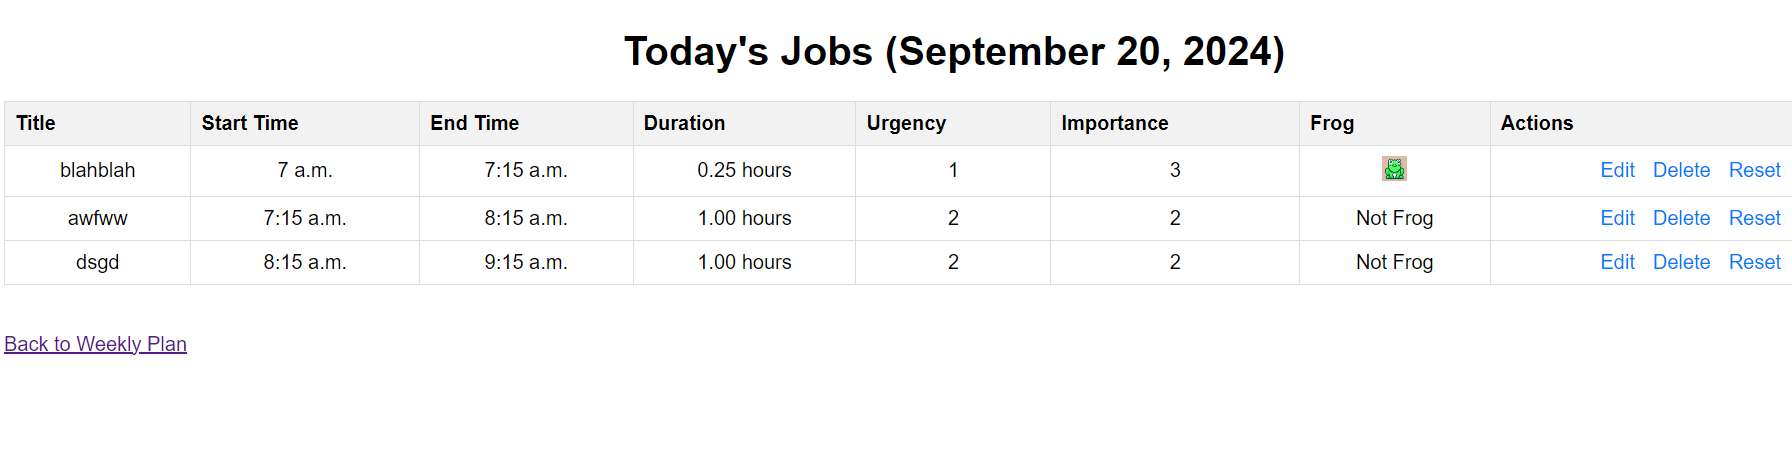 Today's Jobs (September 20, 2024)
Title Start Time End Time Duration Urgency Importance Frog Actions
blahblah 7 a.m. 7:15 a.m. 0.25 hours 1 3 Edit Delete Reset
awfww 7:15 a.m. 8:15 a.m. 1.00 hours 2 2 Not Frog Edit Delete Reset
dsgd 8:15 a.m. 9:15 a.m. 1.00 hours 2 2 Not Frog Edit Delete Reset
Back to Weekly Plan